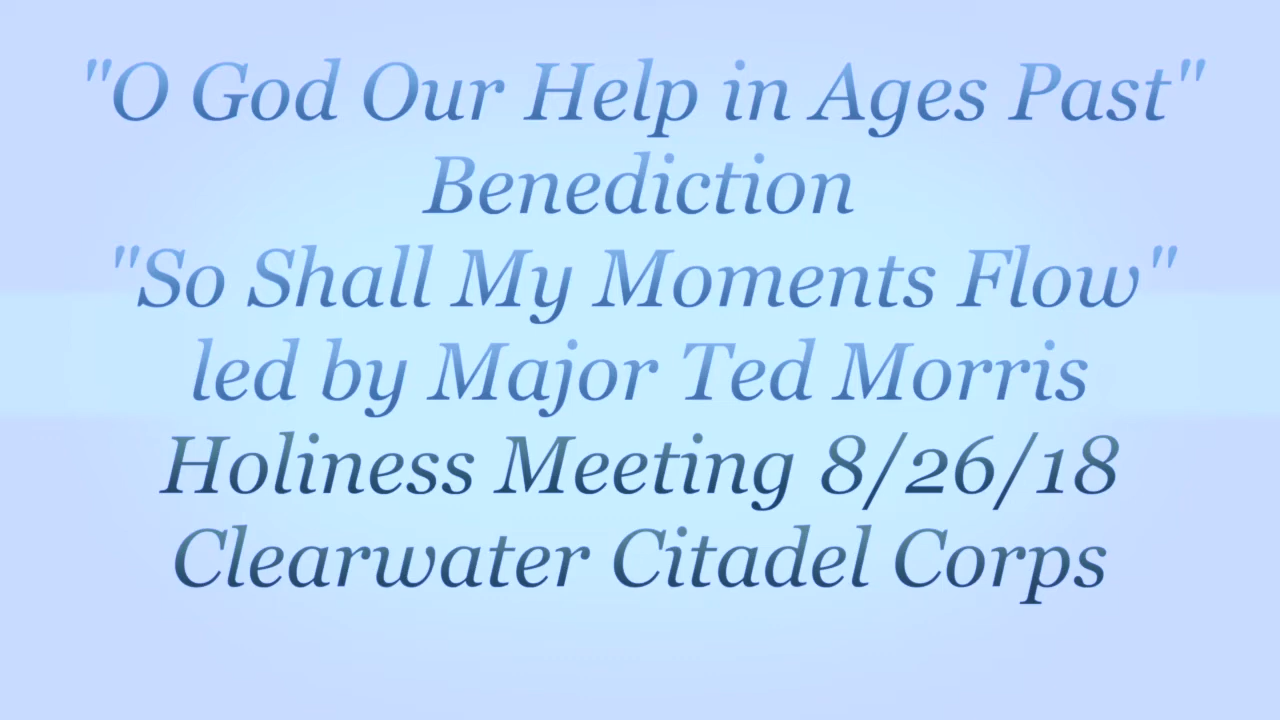 "O God Our Help in Ages Past"
Benediction
"So Shall My Moments Flow"
led by Major Ted Morris
Holiness Meeting 8/26/18
Clearwater Citadel Corps